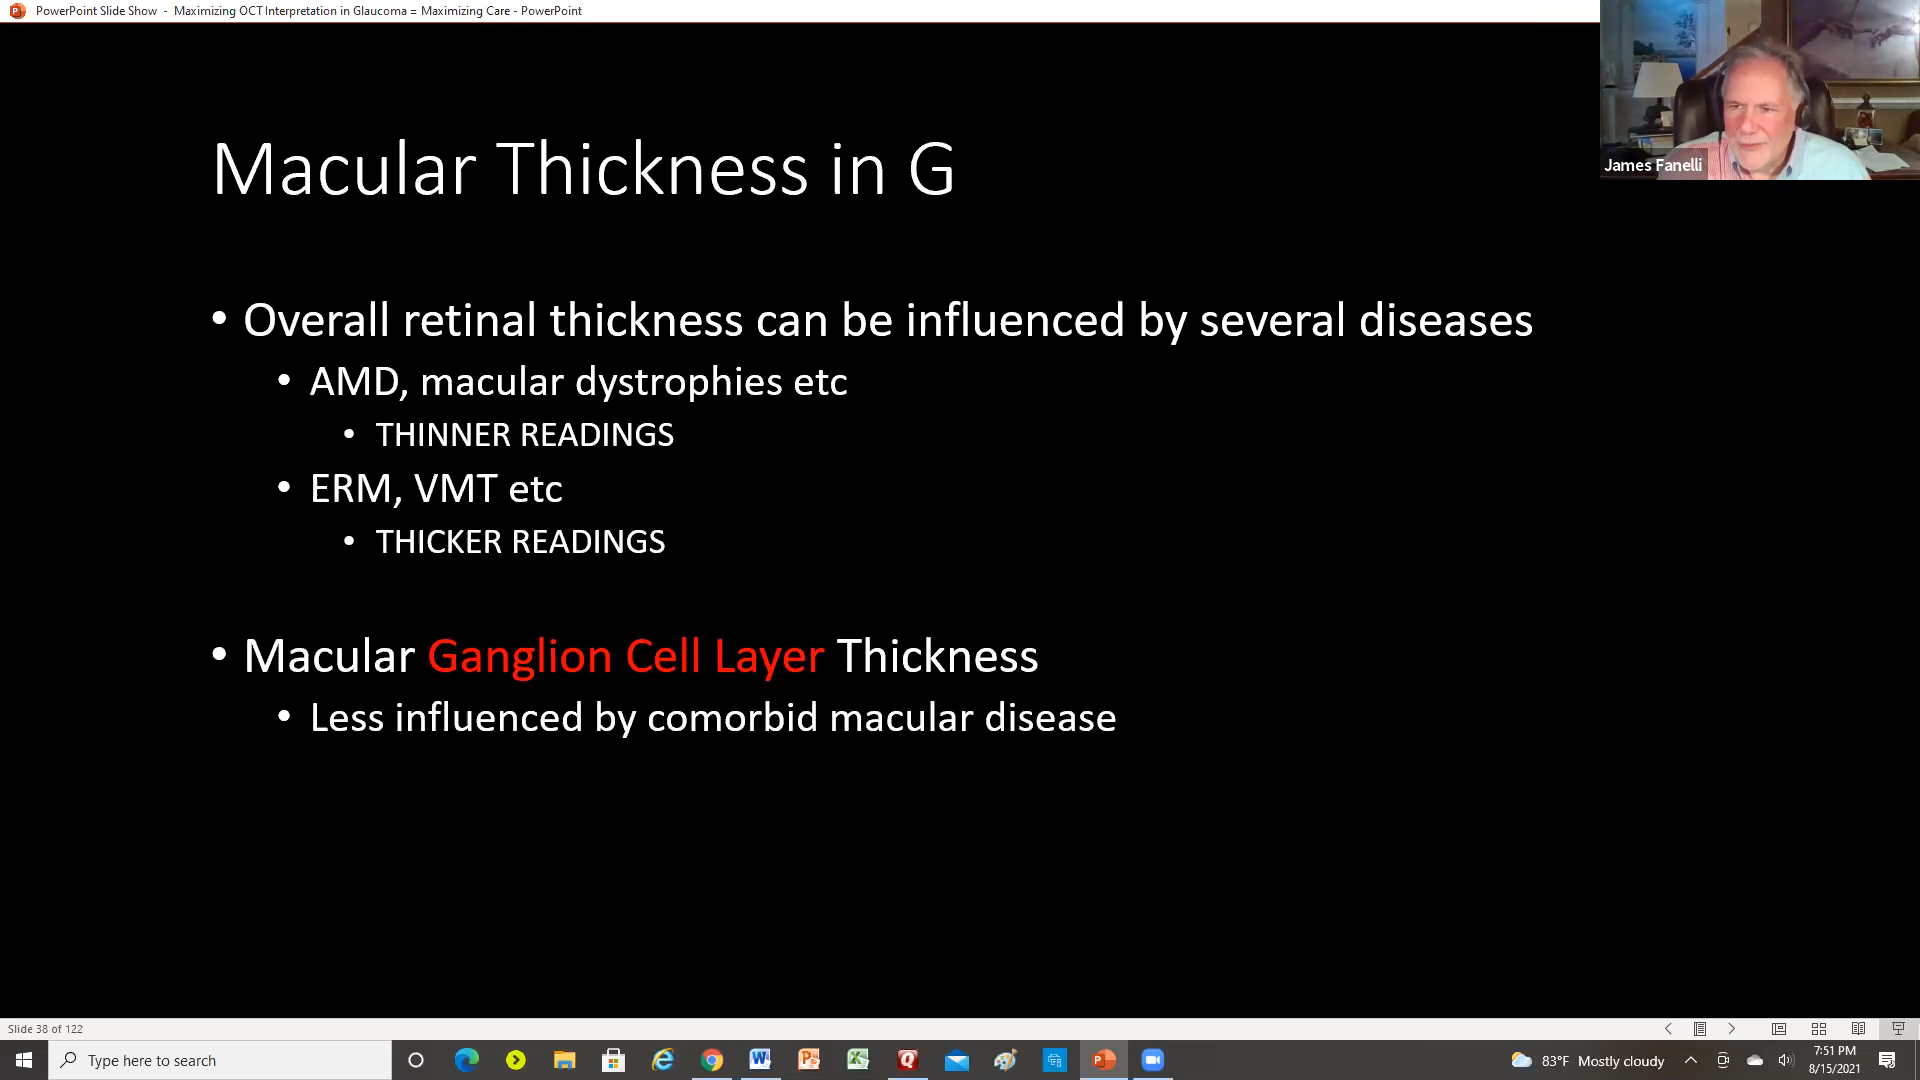 PowerPoint Slide Show - Maximizing OCT Interpretation in Glaucoma = Maximizing Care - PowerPoint
James Fanelli
Macular Thickness in G
• Overall retinal thickness can be influenced by several diseases
• AMD, macular dystrophies etc
• THINNER READINGS
• ERM, VMT etc
• THICKER READINGS
• Macular Ganglion Cell Layer Thickness
• Less influenced by comorbid macular disease
Slide 38 of 122
Type here to search
83°F Mostly cloudy
7:51 PM
8/15/2021